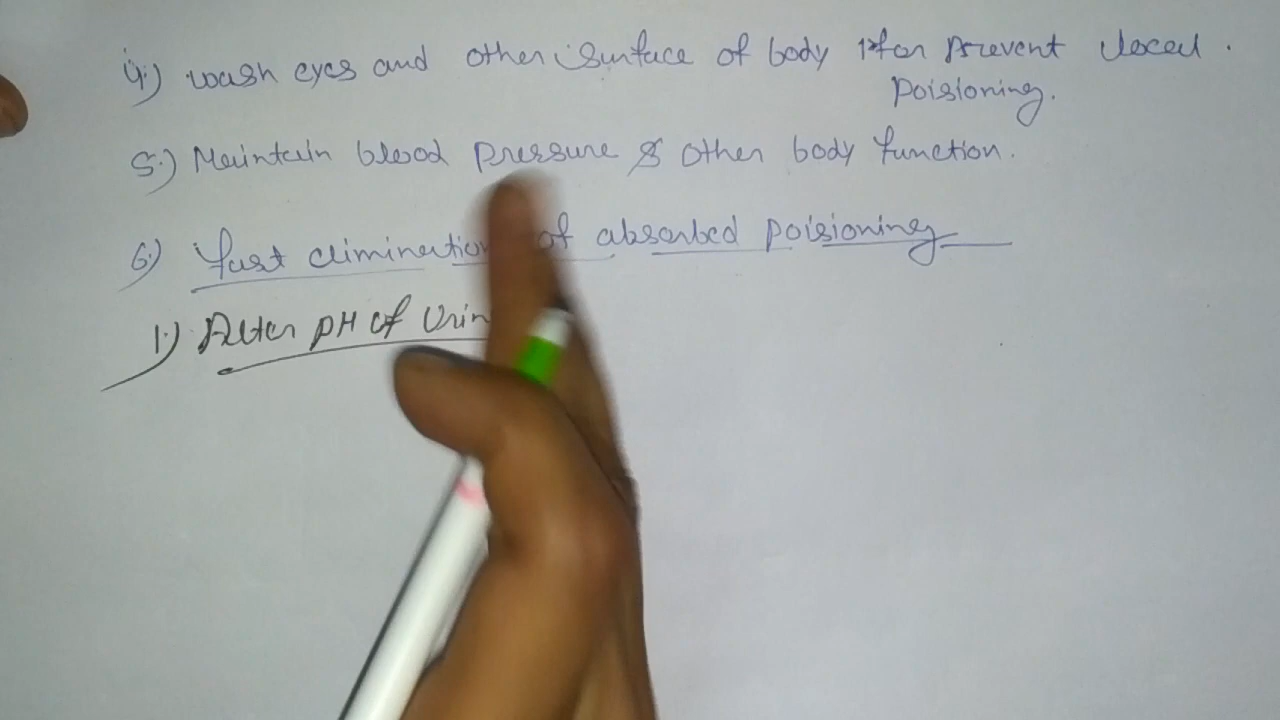 4.) wash eyes and other surface of body for prevent local.
poisioning.
5.) Maintain blood pressure & other body function.
6.) fast elimination of absorbed poisioning
1.) Alter pH of Urin